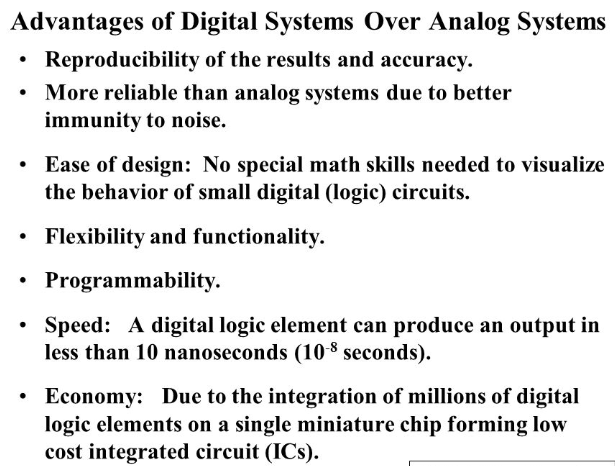 Advantages of Digital Systems Over Analog Systems
• Reproducibility of the results and accuracy.
• More reliable than analog systems due to better
immunity to noise.
• Ease of design: No special math skills needed to visualize
the behavior of small digital (logic) circuits.
• Flexibility and functionality.
• Programmability.
• Speed: A digital logic element can produce an output in
less than 10 nanoseconds (10⁻⁸ seconds).
• Economy: Due to the integration of millions of digital
logic elements on a single miniature chip forming low
cost integrated circuit (ICs).